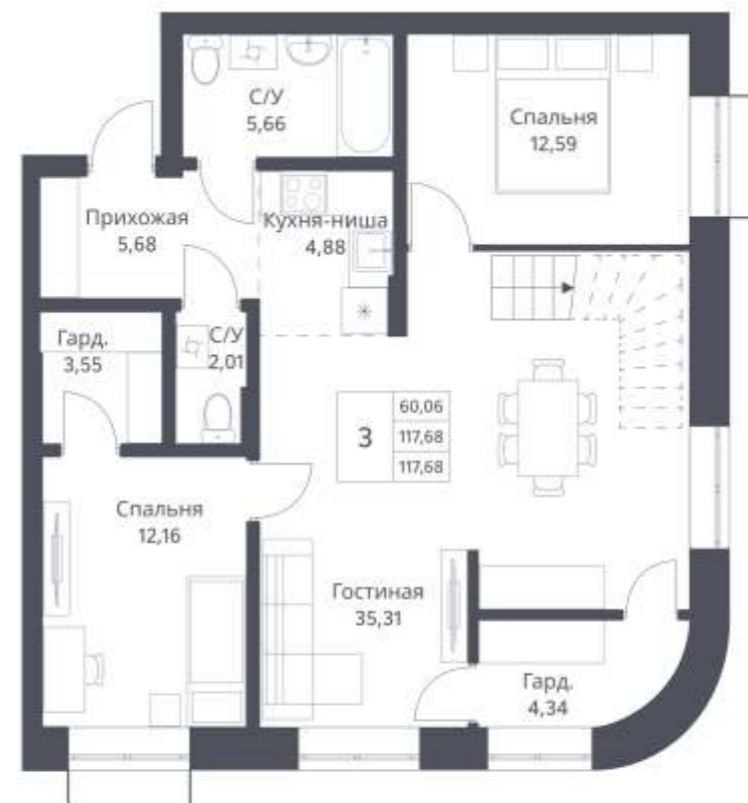 С/У
5,66
Спальня
12,59
Прихожая
5,68
Кухня-ниша
4,88
Гард.
3,55
С/У
2,01
3
60,06
117,68
117,68
Спальня
12,16
Гостиная
35,31
Гард.
4,34